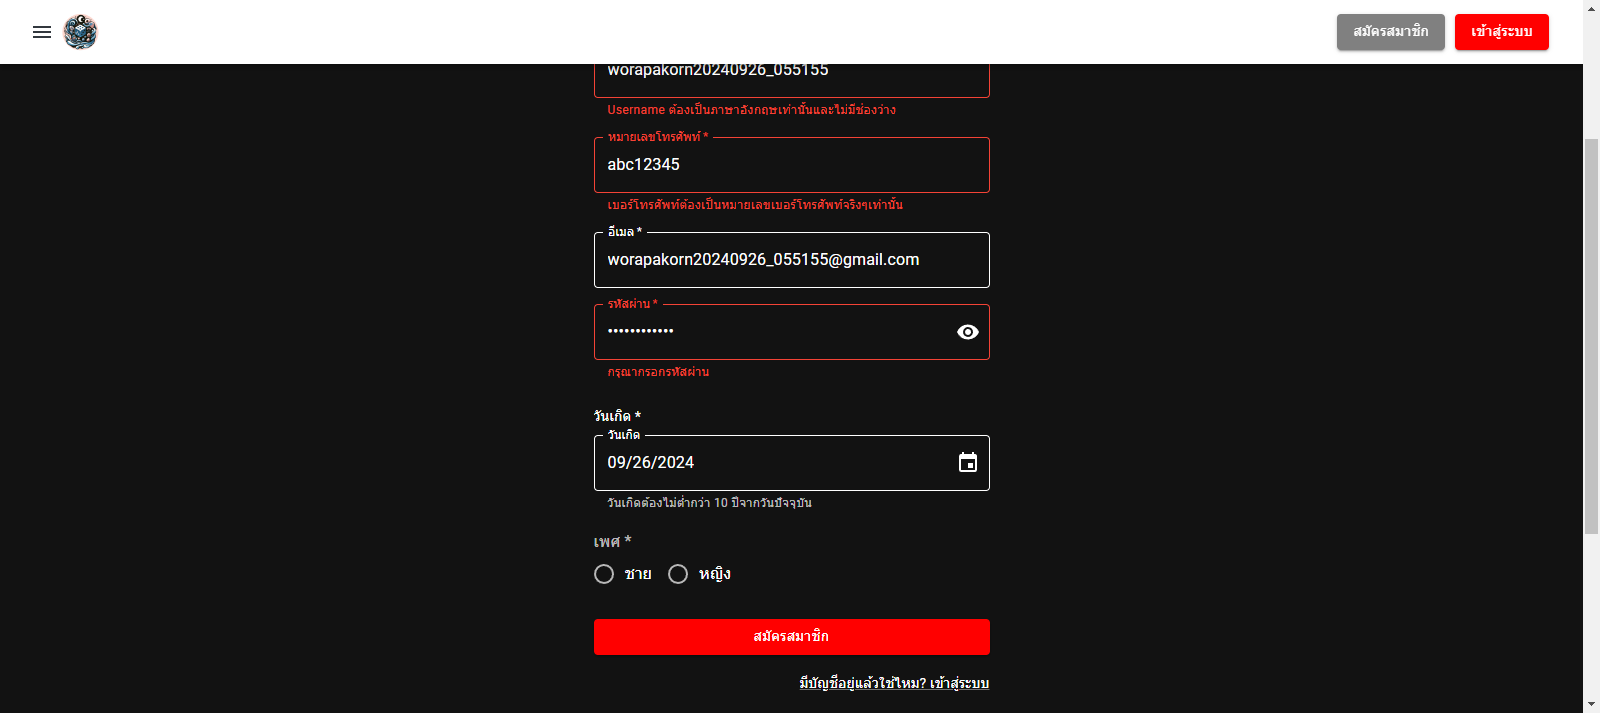 สมัครสมาชิก
เข้าสู่ระบบ
worapakorn20240926_055155
Username ต้องเป็นภาษาอังกฤษเท่านั้นและไม่มีช่องว่าง
หมายเลขโทรศัพท์ *
abc12345
เบอร์โทรศัพท์ต้องเป็นหมายเลขเบอร์โทรศัพท์จริงๆเท่านั้น
อีเมล *
worapakorn20240926_055155@gmail.com
รหัสผ่าน *
••••••••••••
กรุณากรอกรหัสผ่าน
วันเกิด *
วันเกิด
09/26/2024
วันเกิดต้องไม่ต่ำกว่า 10 ปีจากวันปัจจุบัน
เพศ *
ชาย หญิง
สมัครสมาชิก
มีบัญชีอยู่แล้วใช่ไหม? เข้าสู่ระบบ